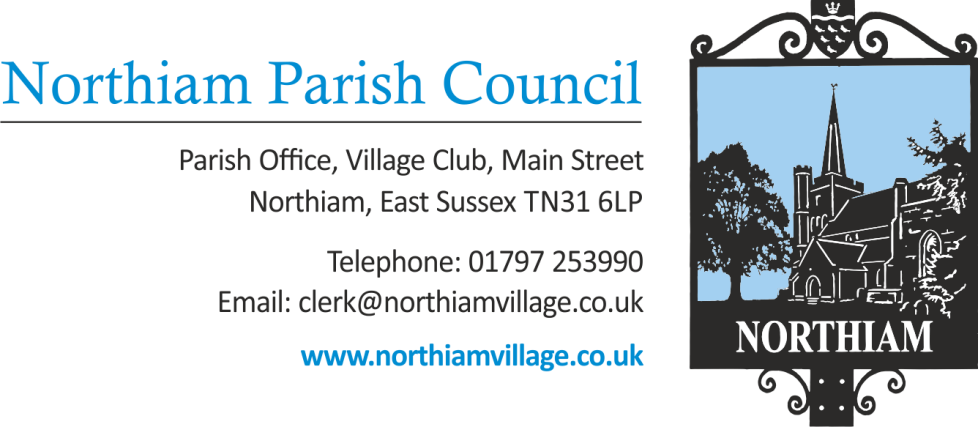 Northiam Parish Council
Parish Office, Village Club, Main Street
Northiam, East Sussex TN31 6LP
Telephone: 01797 253990
Email: clerk@northiamvillage.co.uk
www.northiamvillage.co.uk
NORTHIAM